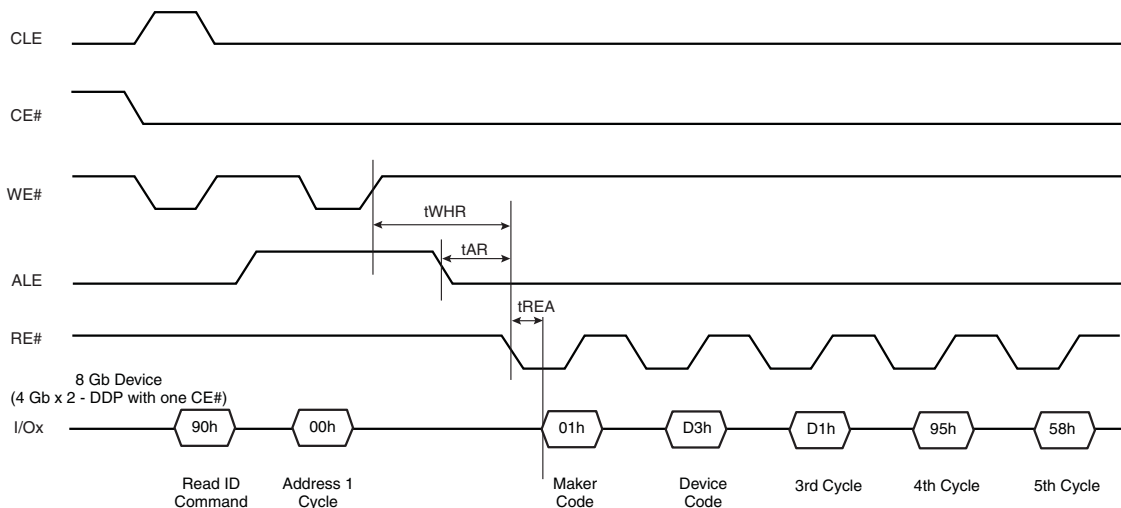 CLE
CE#
WE#
tWHR
tAR
ALE
tREA
RE#
8 Gb Device
(4 Gb x 2 - DDP with one CE#)
I/Ox 90h 00h 01h D3h D1h 95h 58h
Read ID Command
Address 1 Cycle
Maker Code
Device Code
3rd Cycle
4th Cycle
5th Cycle